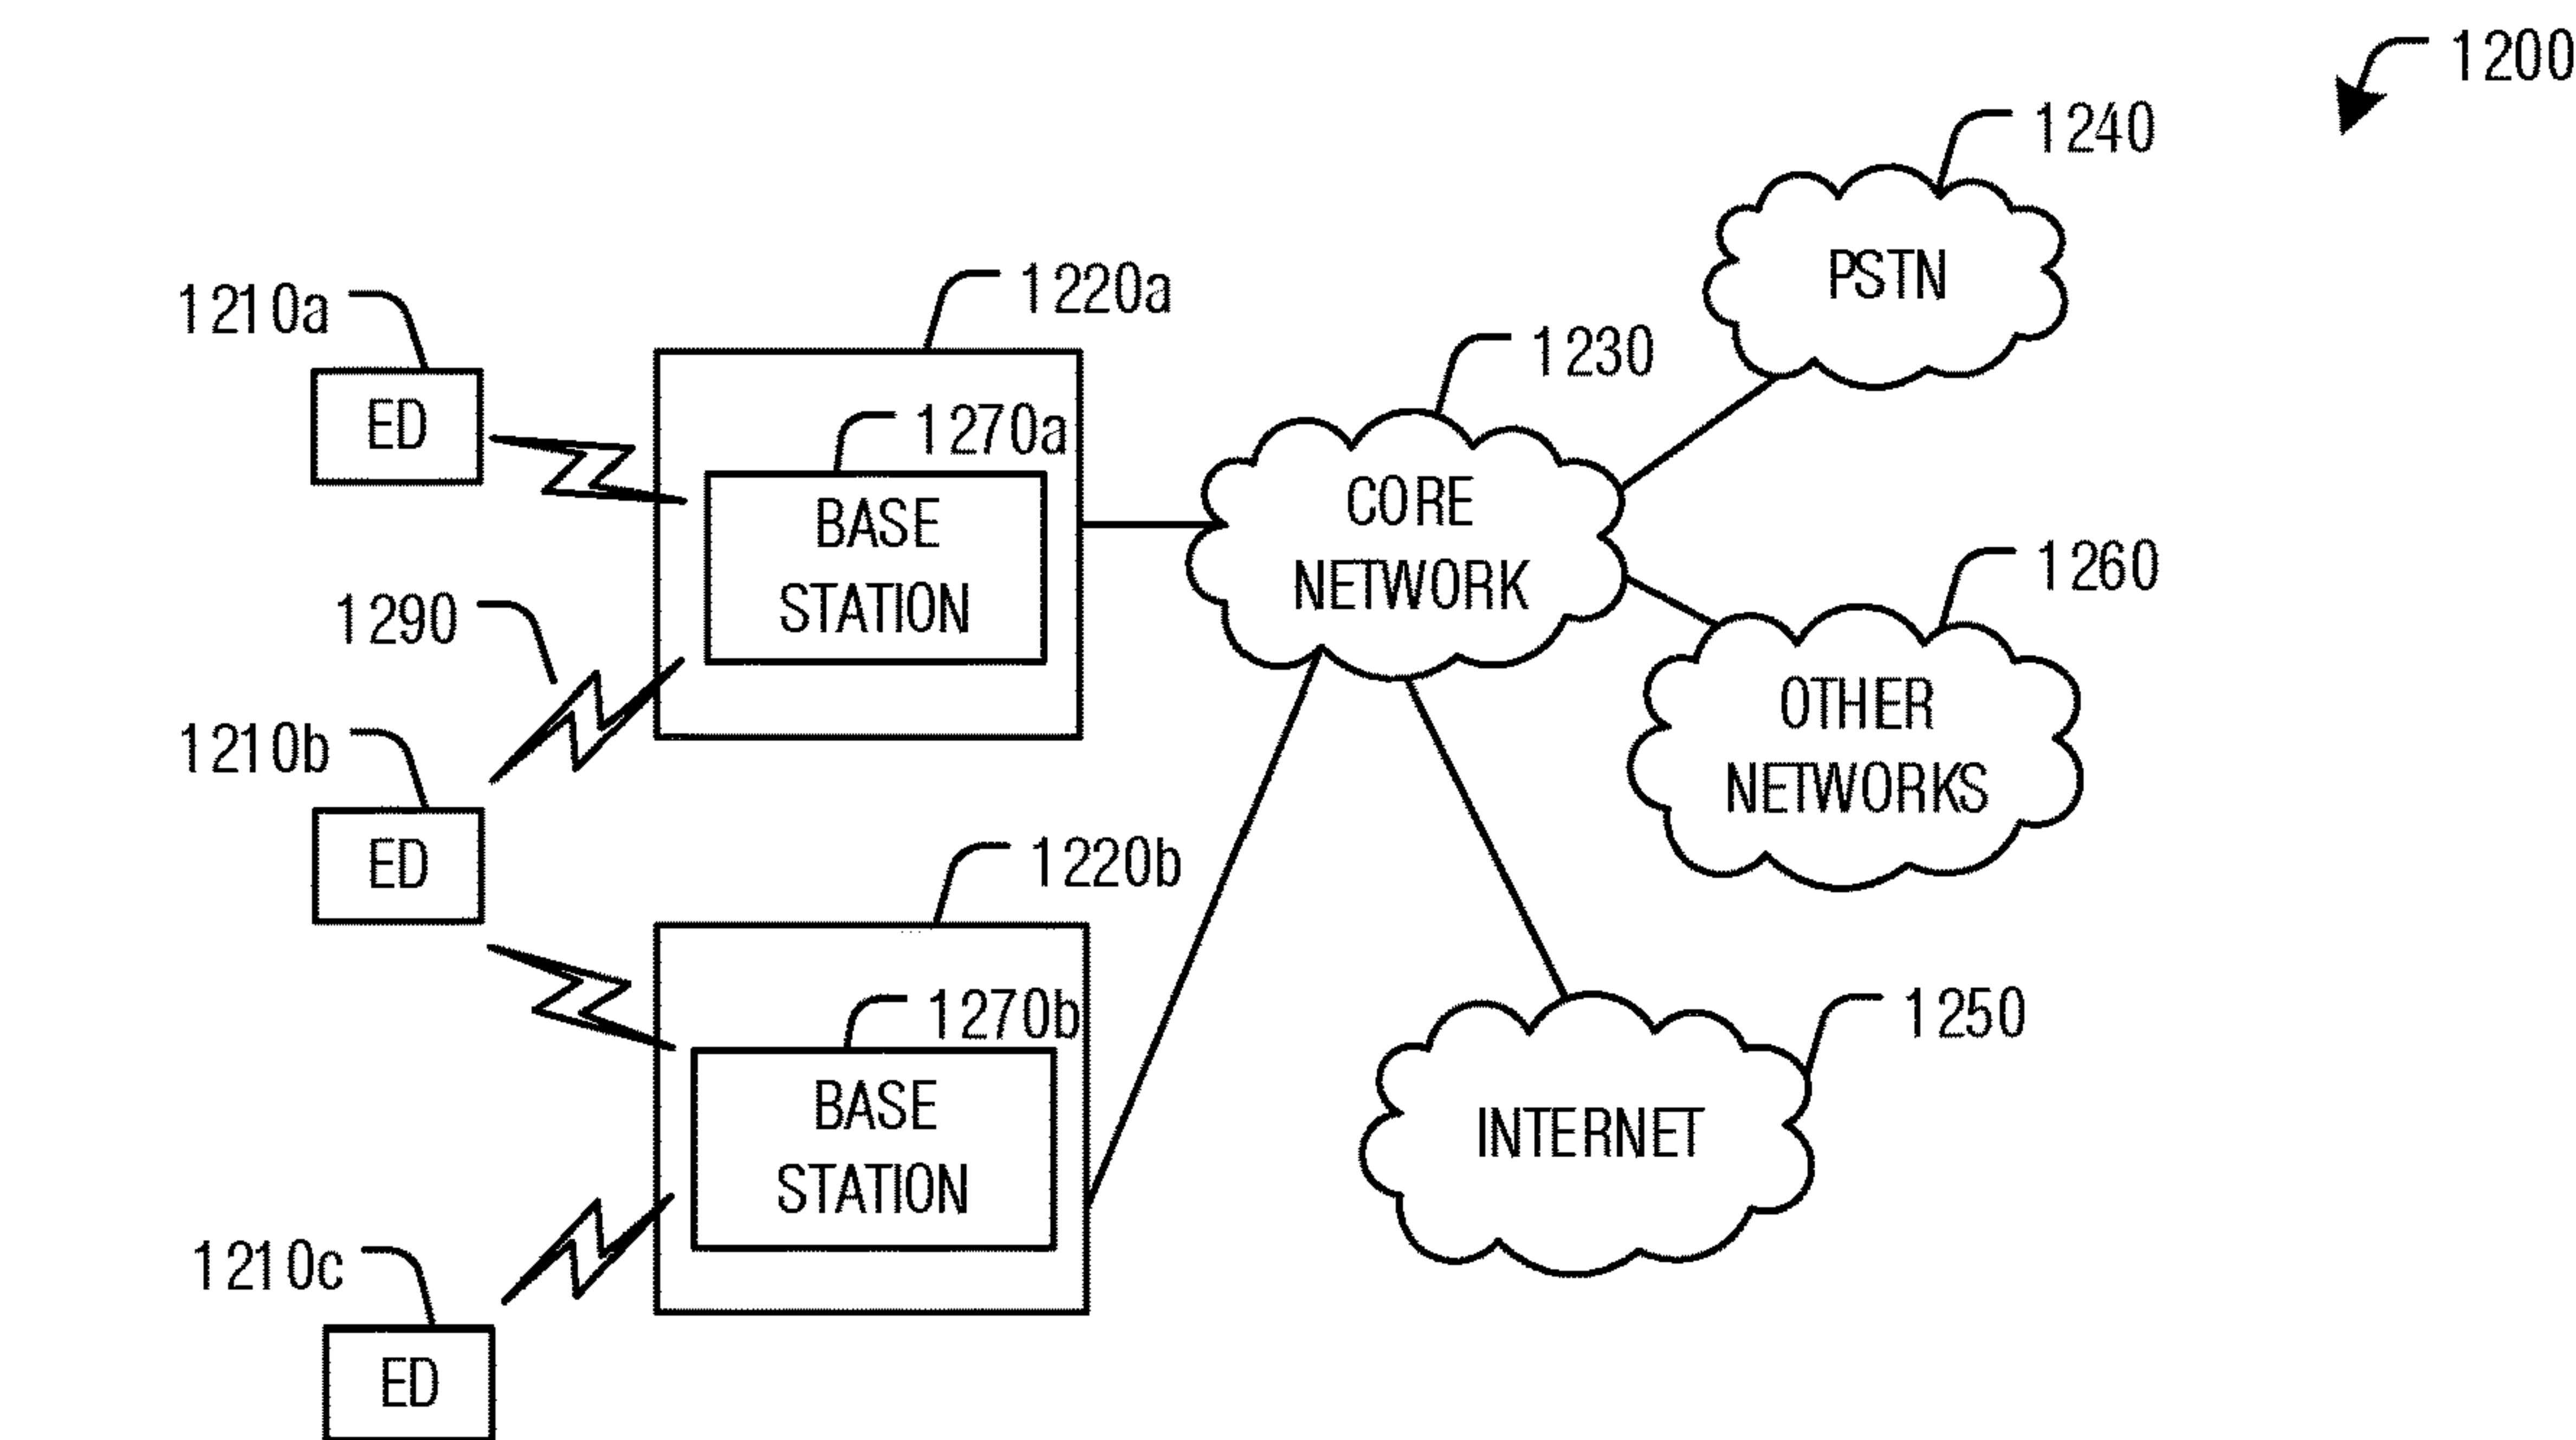 1200
1240
PSTN
1220a
1210a
1230
ED
1270a
CORE
NETWORK
BASE
STATION
1260
1290
OTHER
NETWORKS
1210b
ED
1220b
1270b
1250
BASE
STATION
INTERNET
1210c
ED